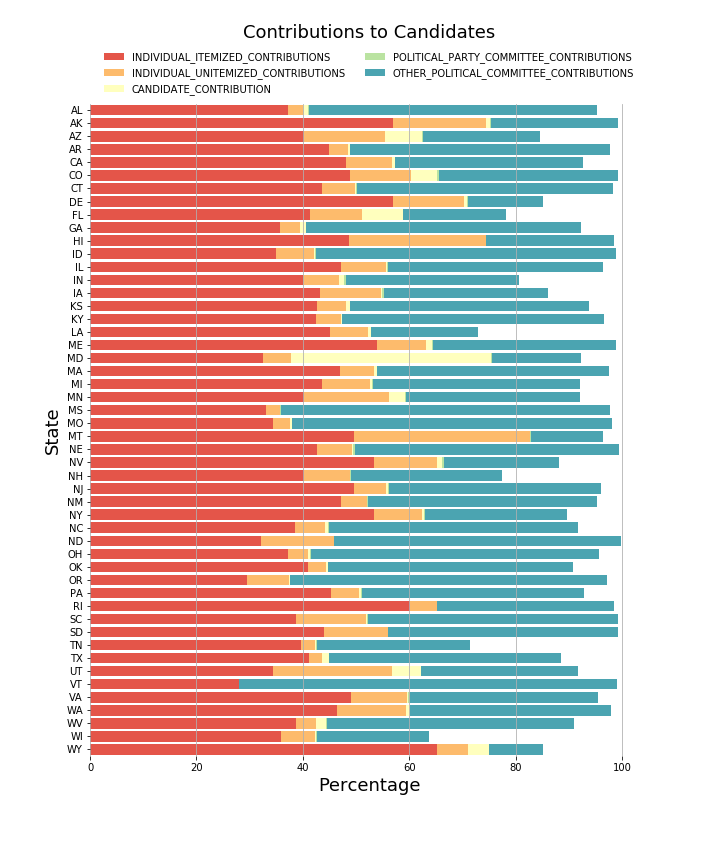 Contributions to Candidates
INDIVIDUAL_ITEMIZED_CONTRIBUTIONS
INDIVIDUAL_UNITEMIZED_CONTRIBUTIONS
CANDIDATE_CONTRIBUTION
POLITICAL_PARTY_COMMITTEE_CONTRIBUTIONS
OTHER_POLITICAL_COMMITTEE_CONTRIBUTIONS
State
AL
AK
AZ
AR
CA
CO
CT
DE
FL
GA
HI
ID
IL
IN
IA
KS
KY
LA
ME
MD
MA
MI
MN
MS
MO
MT
NE
NV
NH
NJ
NM
NY
NC
ND
OH
OK
OR
PA
RI
SC
SD
TN
TX
UT
VT
VA
WA
WV
WI
WY
0 20 40 60 80 100
Percentage